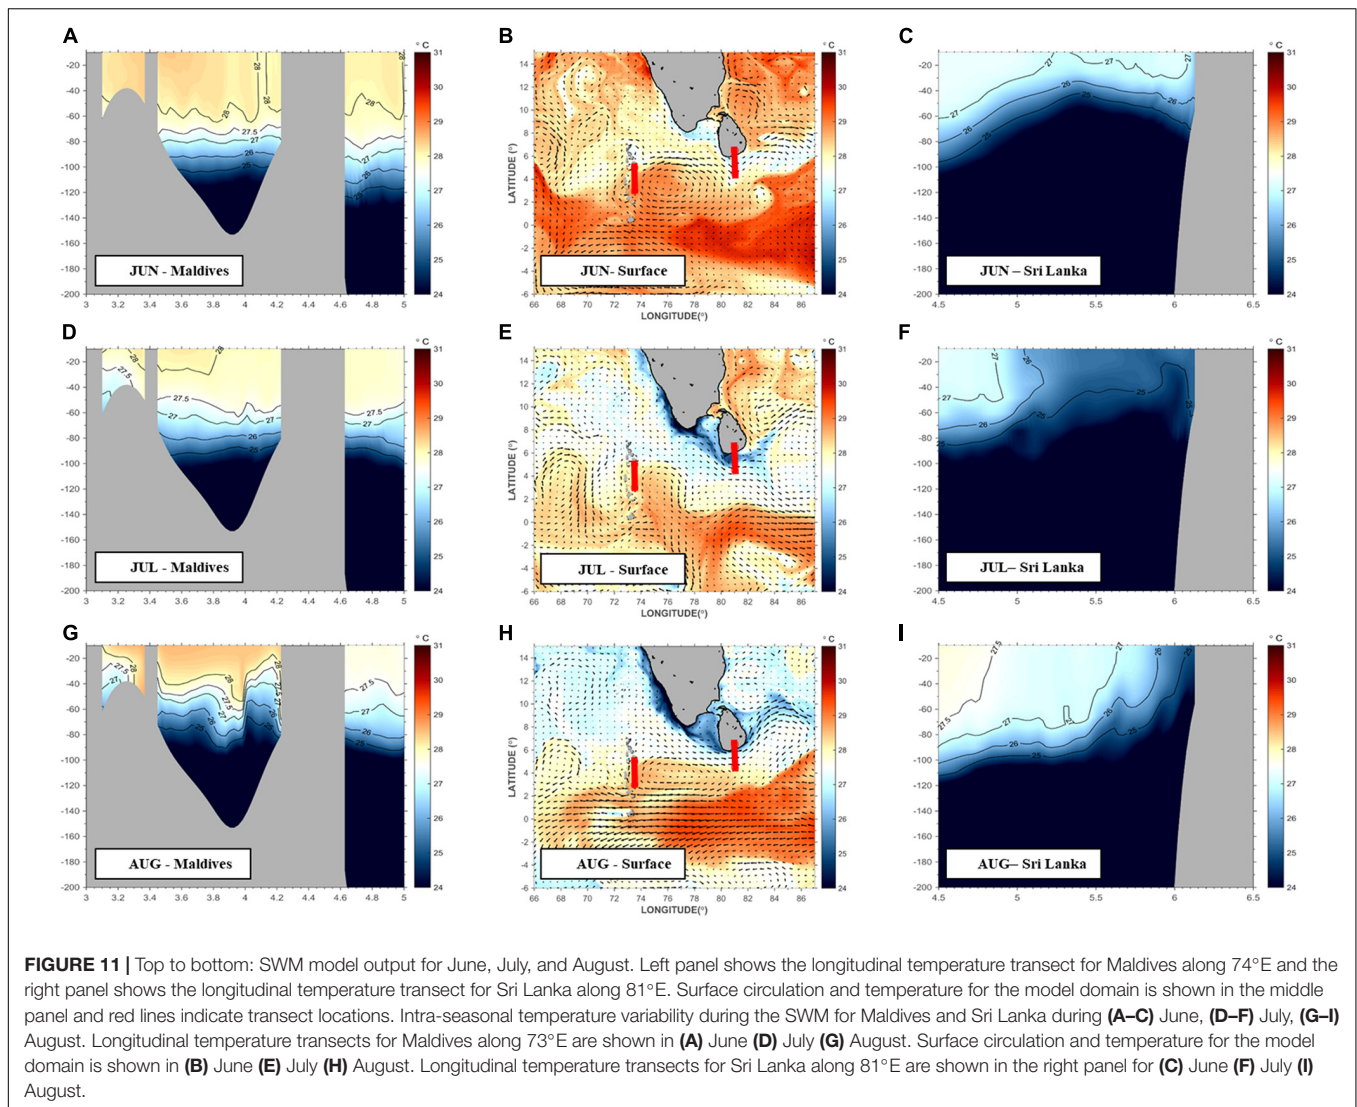 A
B
C
° C
° C
° C
JUN - Maldives
JUN- Surface
JUN – Sri Lanka
LATITUDE (°)
LONGITUDE(°)
D
E
F
° C
° C
° C
JUL - Maldives
JUL - Surface
JUL– Sri Lanka
LATITUDE (°)
LONGITUDE(°)
G
H
I
° C
° C
° C
AUG - Maldives
AUG - Surface
AUG– Sri Lanka
LATITUDE (°)
LONGITUDE(°)
FIGURE 11 | Top to bottom: SWM model output for June, July, and August. Left panel shows the longitudinal temperature transect for Maldives along 74°E and the
right panel shows the longitudinal temperature transect for Sri Lanka along 81°E. Surface circulation and temperature for the model domain is shown in the middle
panel and red lines indicate transect locations. Intra-seasonal temperature variability during the SWM for Maldives and Sri Lanka during (A–C) June, (D–F) July, (G–I)
August. Longitudinal temperature transects for Maldives along 73°E are shown in (A) June (D) July (G) August. Surface circulation and temperature for the model
domain is shown in (B) June (E) July (H) August. Longitudinal temperature transects for Sri Lanka along 81°E are shown in the right panel for (C) June (F) July (I)
August.